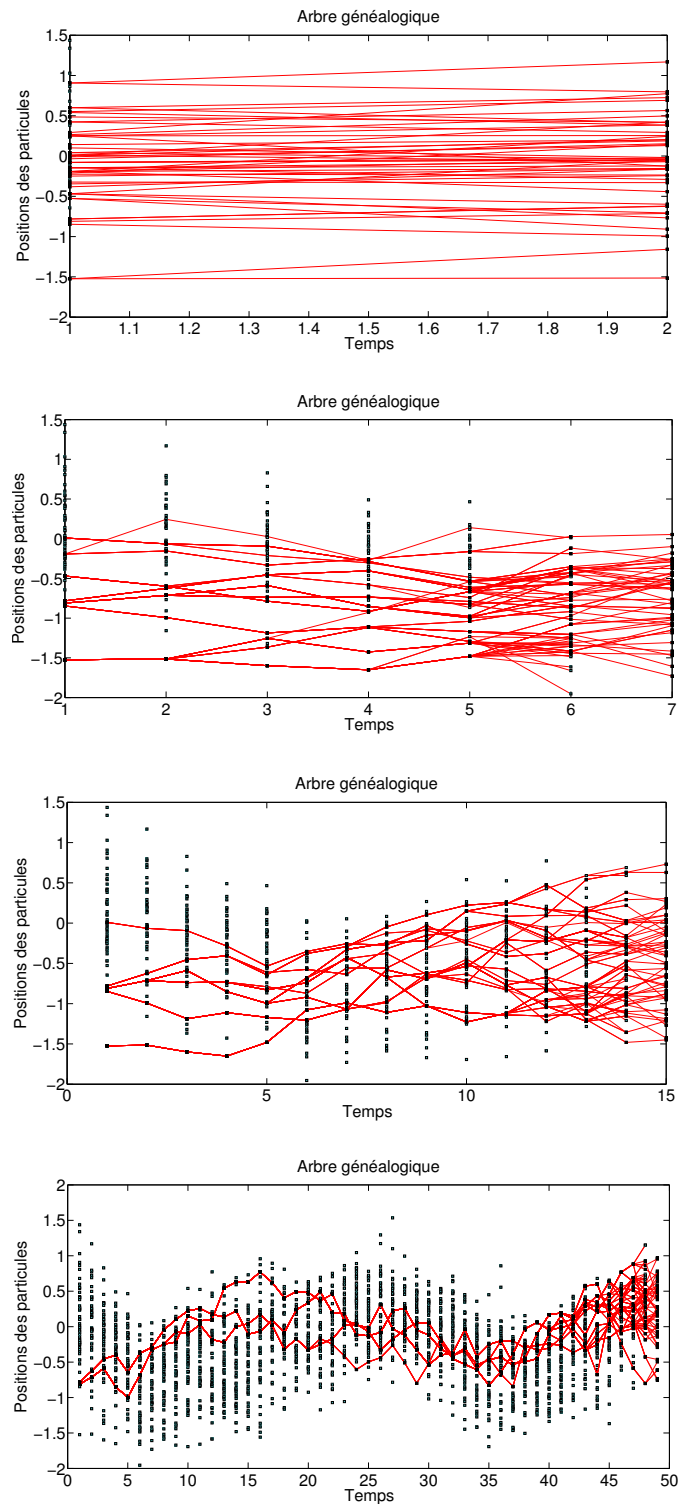 Arbre généalogique
1.5
1
0.5
0
−0.5
−1
−1.5
−2
Positions des particules
1 1.1 1.2 1.3 1.4 1.5 1.6 1.7 1.8 1.9 2
Temps
Arbre généalogique
1.5
1
0.5
0
−0.5
−1
−1.5
−2
Positions des particules
1 2 3 4 5 6 7
Temps
Arbre généalogique
1.5
1
0.5
0
−0.5
−1
−1.5
−2
Positions des particules
0 5 10 15
Temps
Arbre généalogique
2
1.5
1
0.5
0
−0.5
−1
−1.5
−2
Positions des particules
0 5 10 15 20 25 30 35 40 45 50
Temps